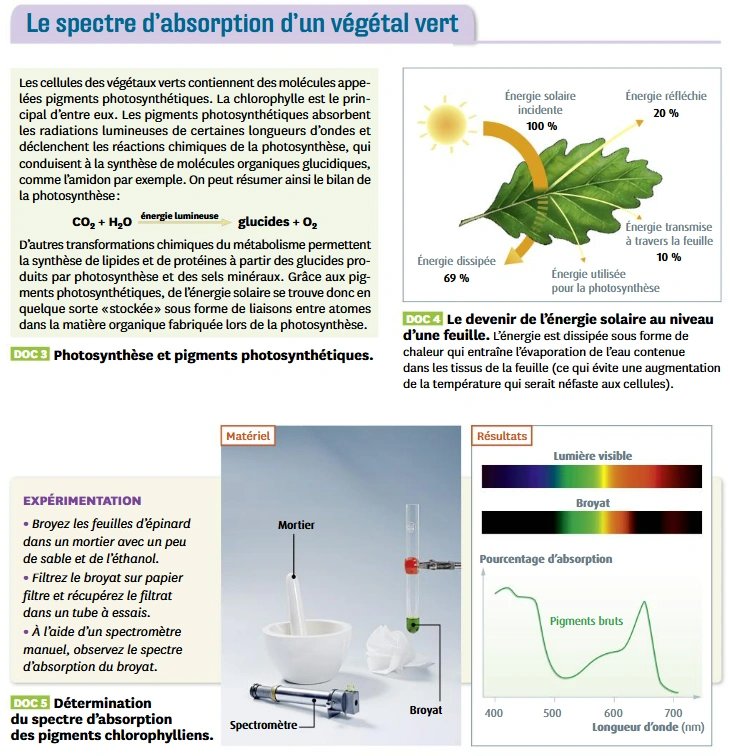 Le spectre d'absorption d'un végétal vert
Les cellules des végétaux verts contiennent des molécules appe-
lées pigments photosynthétiques. La chlorophylle est le prin-
cipal d'entre eux. Les pigments photosynthétiques absorbent
les radiations lumineuses de certaines longueurs d'ondes et
déclenchent les réactions chimiques de la photosynthèse, qui
conduisent à la synthèse de molécules organiques glucidiques,
comme l'amidon par exemple. On peut résumer ainsi le bilan de
la photosynthèse :
CO₂ + H₂O énergie lumineuse glucides + O₂
D'autres transformations chimiques du métabolisme permettent
la synthèse de lipides et de protéines à partir des glucides pro-
duits par photosynthèse et des sels minéraux. Grâce aux pig-
ments photosynthétiques, de l'énergie solaire se trouve donc en
quelque sorte «stockée» sous forme de liaisons entre atomes
dans la matière organique fabriquée lors de la photosynthèse.
DOC 3 Photosynthèse et pigments photosynthétiques.
Énergie solaire
incidente
100 %
Énergie réfléchie
20 %
Énergie transmise
à travers la feuille
10 %
Énergie dissipée
69 %
Énergie utilisée
pour la photosynthèse
DOC 4 Le devenir de l'énergie solaire au niveau
d'une feuille. L'énergie est dissipée sous forme de
chaleur qui entraîne l'évaporation de l'eau contenue
dans les tissus de la feuille (ce qui évite une augmentation
de la température qui serait néfaste aux cellules).
EXPÉRIMENTATION
• Broyez les feuilles d'épinard
dans un mortier avec un peu
de sable et de l'éthanol.
• Filtrez le broyat sur papier
filtre et récupérez le filtrat
dans un tube à essais.
• À l'aide d'un spectromètre
manuel, observez le spectre
d'absorption du broyat.
DOC 5 Détermination
du spectre d'absorption
des pigments chlorophylliens.
Matériel
Mortier
Broyat
Spectromètre
Résultats
Lumière visible
Broyat
Pourcentage d'absorption
Pigments bruts
400 500 600 700
Longueur d'onde (nm)